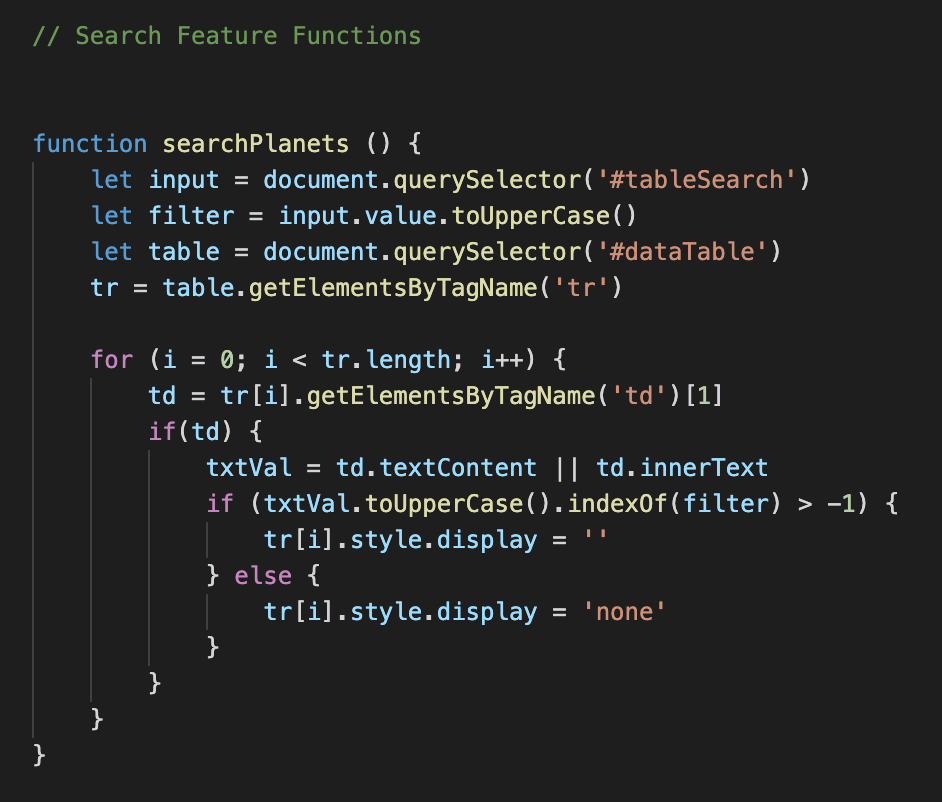 // Search Feature Functions
function searchPlanets () {
    let input = document.querySelector('#tableSearch')
    let filter = input.value.toUpperCase()
    let table = document.querySelector('#dataTable')
    tr = table.getElementsByTagName('tr')
    for (i = 0; i < tr.length; i++) {
        td = tr[i].getElementsByTagName('td')[1]
        if(td) {
            txtVal = td.textContent || td.innerText
            if (txtVal.toUpperCase().indexOf(filter) > -1) {
                tr[i].style.display = ''
            } else {
                tr[i].style.display = 'none'
            }
        }
    }
}